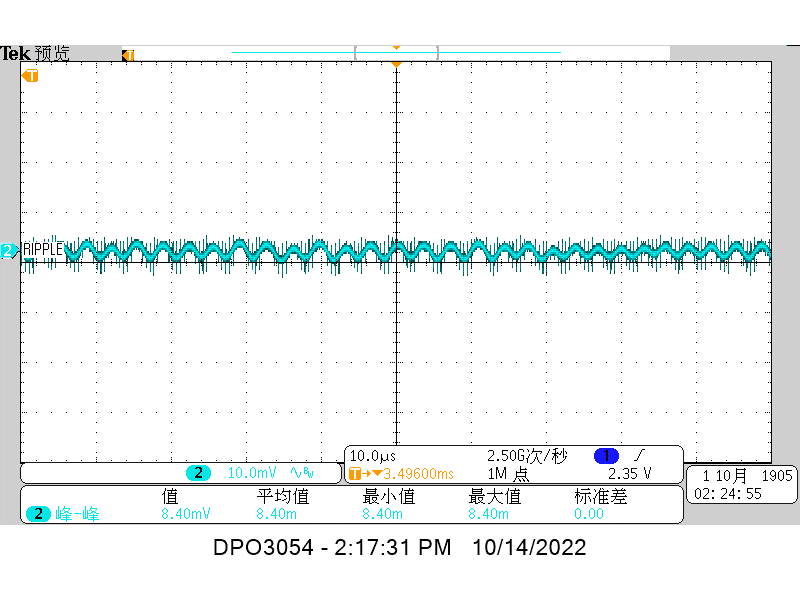 Tek 预览
T
T
2 RIPPLE
2 10.0mV BW
10.0µs 2.50G次/秒 1
T→▼3.49600ms 1M 点 2.35 V
1 10月 1905
02:24:55
值 平均值 最小值 最大值 标准差
2 峰-峰 8.40mV 8.40m 8.40m 8.40m 0.00
DPO3054 - 2:17:31 PM 10/14/2022